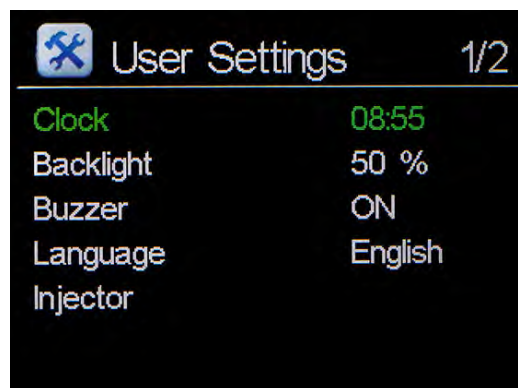 User Settings 1/2
Clock 08:55
Backlight 50 %
Buzzer ON
Language English
Injector